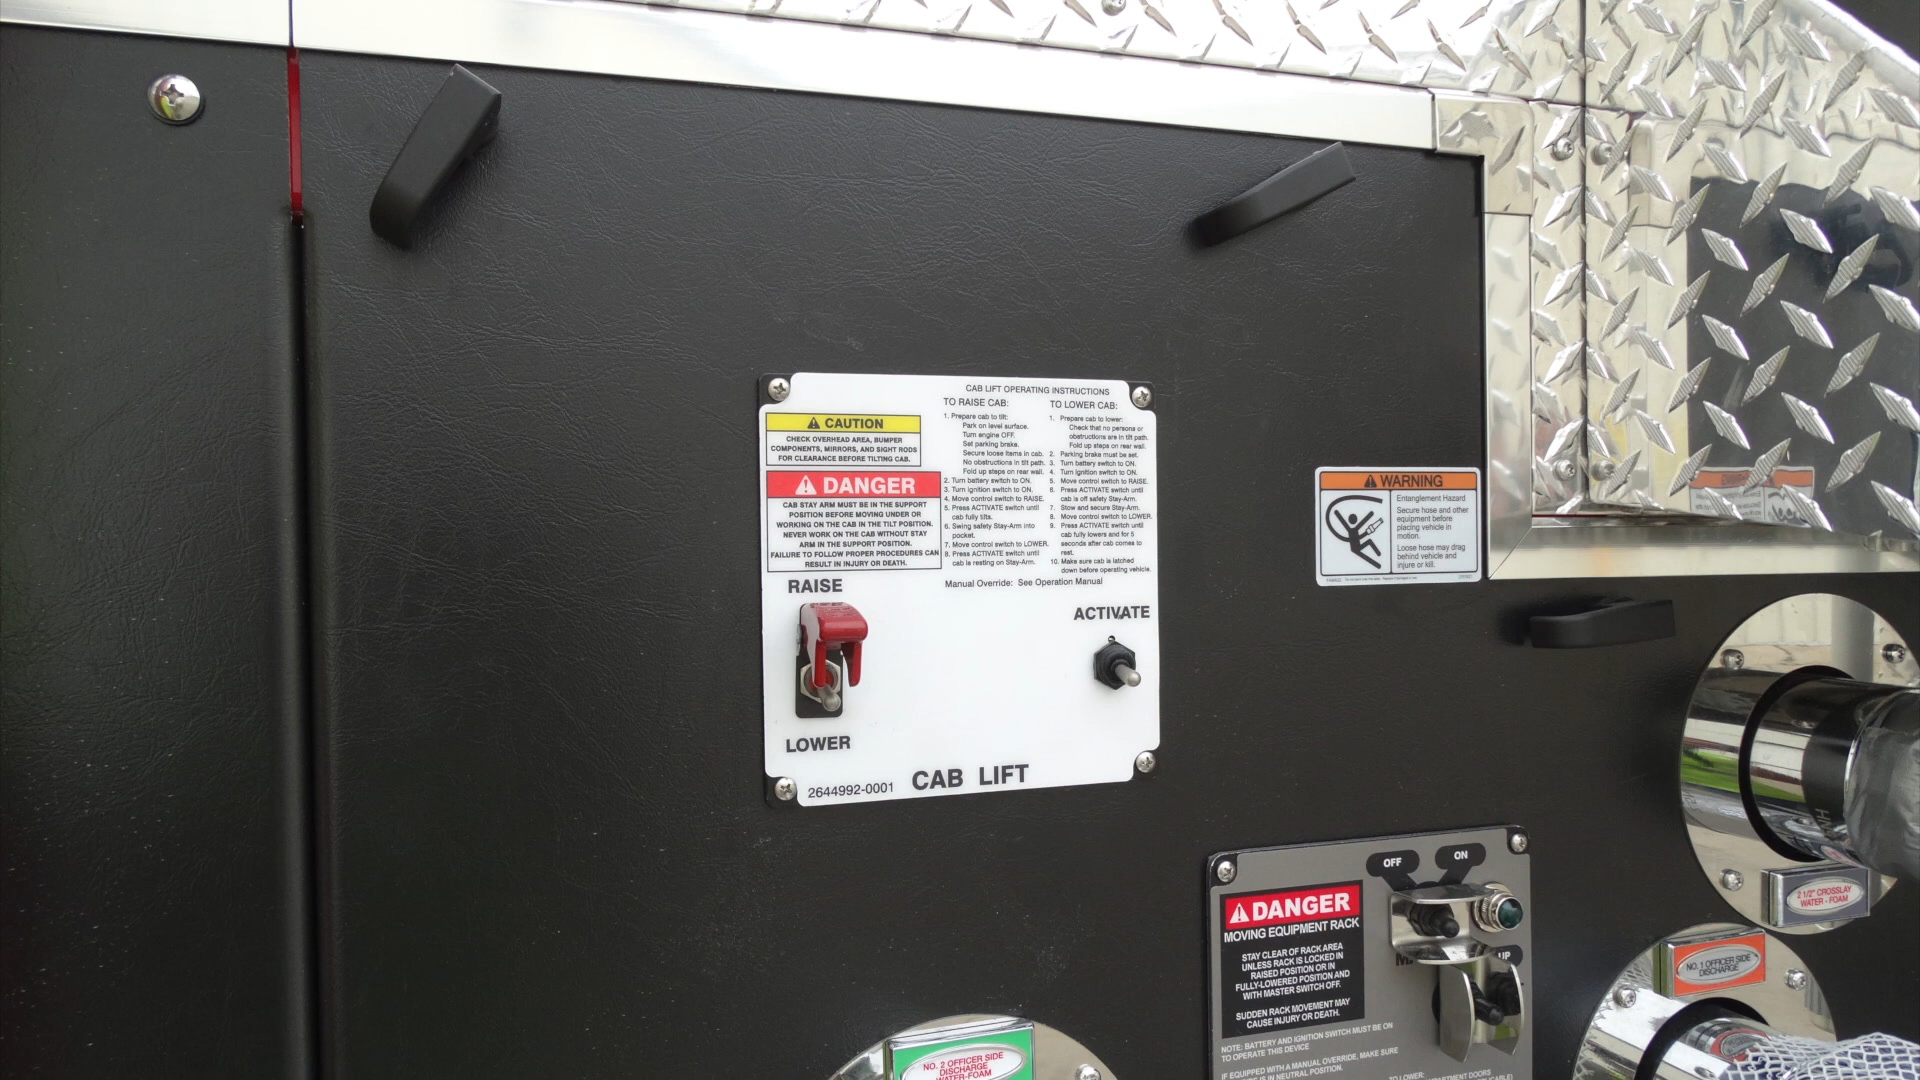 CAB LIFT OPERATING INSTRUCTIONS
CAUTION
CHECK OVERHEAD AREA, BUMPER
COMPONENTS, MIRRORS, AND SIGHT RODS
FOR CLEARANCE BEFORE TILTING CAB.
DANGER
CAB STAY ARM MUST BE IN THE SUPPORT
POSITION BEFORE MOVING UNDER OR
WORKING ON THE CAB IN THE TILT POSITION.
NEVER WORK ON THE CAB WITHOUT STAY
ARM IN THE SUPPORT POSITION.
FAILURE TO FOLLOW PROPER PROCEDURES CAN
RESULT IN INJURY OR DEATH.
TO RAISE CAB:
1. Prepare cab to tilt:
Park on level surface.
Turn engine OFF.
Set parking brake.
Secure loose items in cab.
No obstructions in tilt path.
Fold up steps on rear wall.
2. Turn battery switch to ON.
3. Turn ignition switch to ON.
4. Move control switch to RAISE.
5. Press ACTIVATE switch until
cab fully tilts.
6. Swing safety Stay-Arm into
pocket.
7. Move control switch to LOWER.
8. Press ACTIVATE switch until
cab is resting on Stay-Arm.
TO LOWER CAB:
1. Prepare cab to lower:
Check that no persons or
obstructions are in tilt path.
Fold up steps on rear wall.
2. Parking brake must be set.
3. Turn battery switch to ON.
4. Turn ignition switch to ON.
5. Move control switch to RAISE.
6. Press ACTIVATE switch until
cab is off safety Stay-Arm.
7. Stow and secure Stay-Arm.
8. Move control switch to LOWER.
9. Press ACTIVATE switch until
cab fully lowers and for 5
seconds after cab comes to
rest.
10. Make sure cab is latched
down before operating vehicle.
Manual Override: See Operation Manual
RAISE
ACTIVATE
LOWER
2644992-0001
CAB LIFT
WARNING
Entanglement Hazard
Secure hose and other
equipment before
placing vehicle in
motion.
Loose hose may drag
behind vehicle and
injure or kill.
OFF
ON
DANGER
MOVING EQUIPMENT RACK
STAY CLEAR OF RACK AREA
UNLESS RACK IS LOCKED IN
RAISED POSITION OR IN
FULLY-LOWERED POSITION AND
WITH MASTER SWITCH OFF.
SUDDEN RACK MOVEMENT MAY
CAUSE INJURY OR DEATH.
UP
NOTE: BATTERY AND IGNITION SWITCH MUST BE ON
TO OPERATE THIS DEVICE
IF EQUIPPED WITH A MANUAL OVERRIDE, MAKE SURE
IS IN NEUTRAL POSITION.
TO LOWER:
DOORS
2 1/2" CROSSLAY
WATER - FOAM
NO. 1 OFFICER SIDE
DISCHARGE
NO. 2 OFFICER SIDE
DISCHARGE
WATER-FOAM